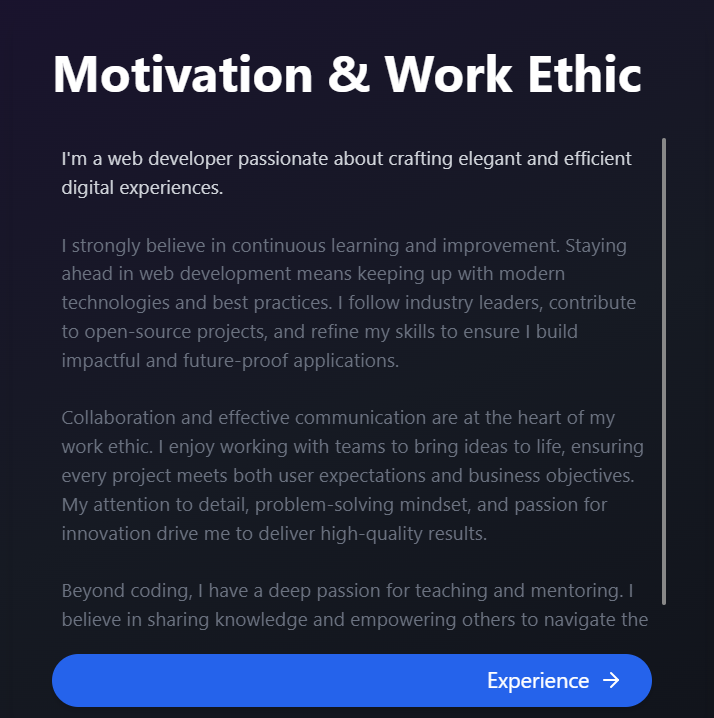 Motivation & Work Ethic
I'm a web developer passionate about crafting elegant and efficient
digital experiences.
I strongly believe in continuous learning and improvement. Staying
ahead in web development means keeping up with modern
technologies and best practices. I follow industry leaders, contribute
to open-source projects, and refine my skills to ensure I build
impactful and future-proof applications.
Collaboration and effective communication are at the heart of my
work ethic. I enjoy working with teams to bring ideas to life, ensuring
every project meets both user expectations and business objectives.
My attention to detail, problem-solving mindset, and passion for
innovation drive me to deliver high-quality results.
Beyond coding, I have a deep passion for teaching and mentoring. I
believe in sharing knowledge and empowering others to navigate the
Experience →